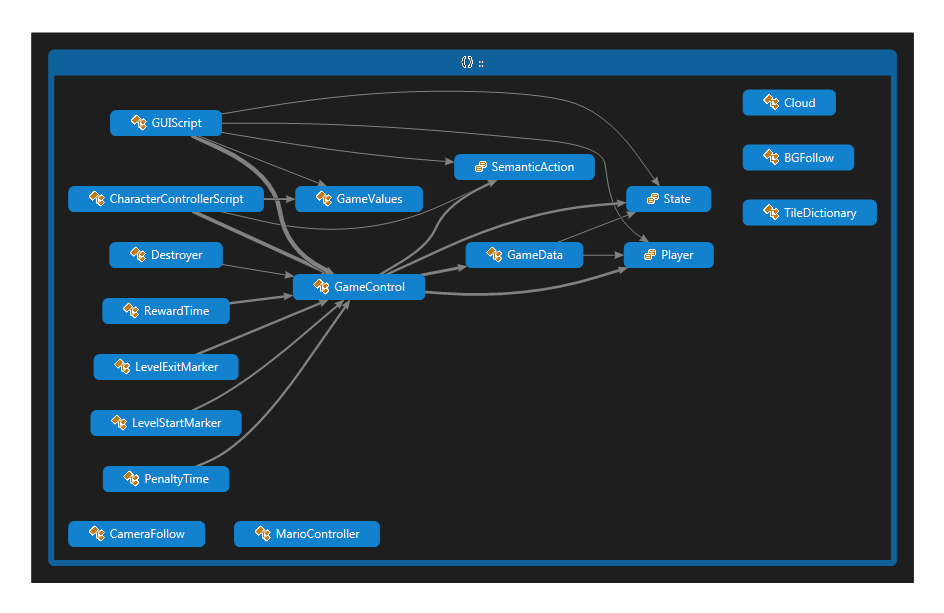 ::
GUIScript
CharacterControllerScript
Destroyer
RewardTime
LevelExitMarker
LevelStartMarker
PenaltyTime
CameraFollow
MarioController
GameValues
GameControl
SemanticAction
GameData
State
Player
Cloud
BGFollow
TileDictionary